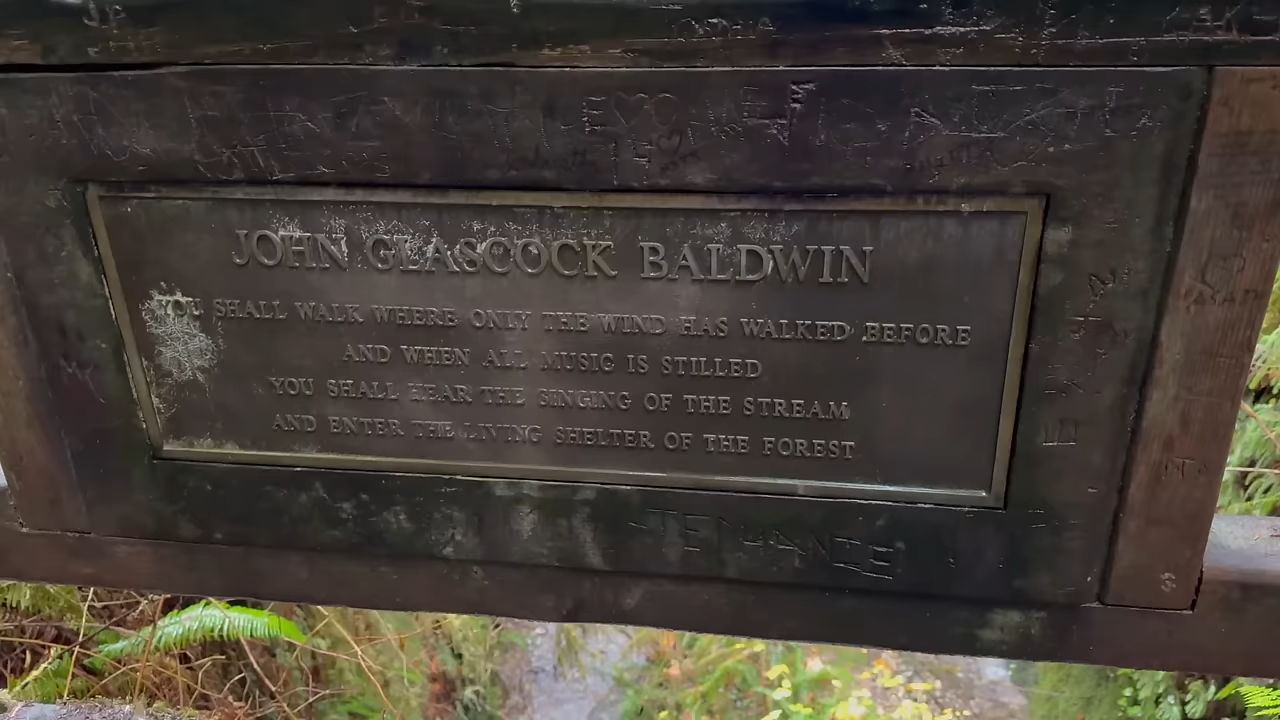 JOHN GLASCOCK BALDWIN
YOU SHALL WALK WHERE ONLY THE WIND HAS WALKED BEFORE
AND WHEN ALL MUSIC IS STILLED
YOU SHALL HEAR THE SINGING OF THE STREAM
AND ENTER THE LIVING SHELTER OF THE FOREST